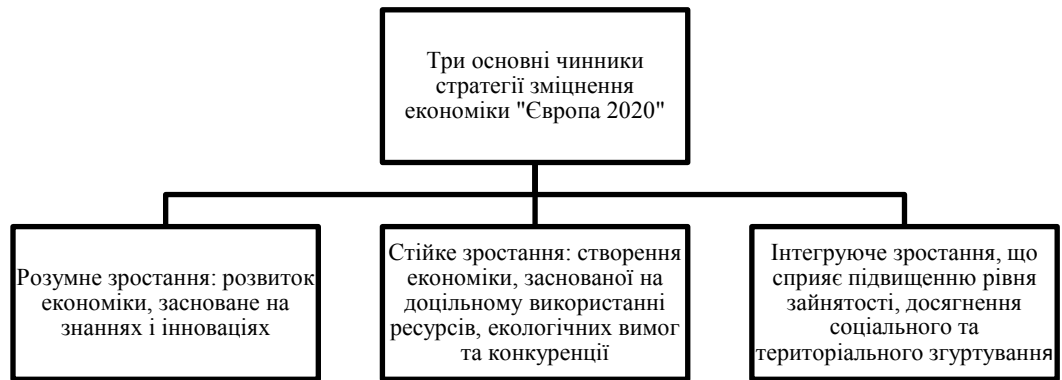 Три основні чинники
стратегії зміцнення
економіки "Європа 2020"
Розумне зростання: розвиток
економіки, засноване на
знаннях і інноваціях
Стійке зростання: створення
економіки, заснованої на
доцільному використанні
ресурсів, екологічних вимог
та конкуренції
Інтегруюче зростання, що
сприяє підвищенню рівня
зайнятості, досягнення
соціального та
територіального згуртування